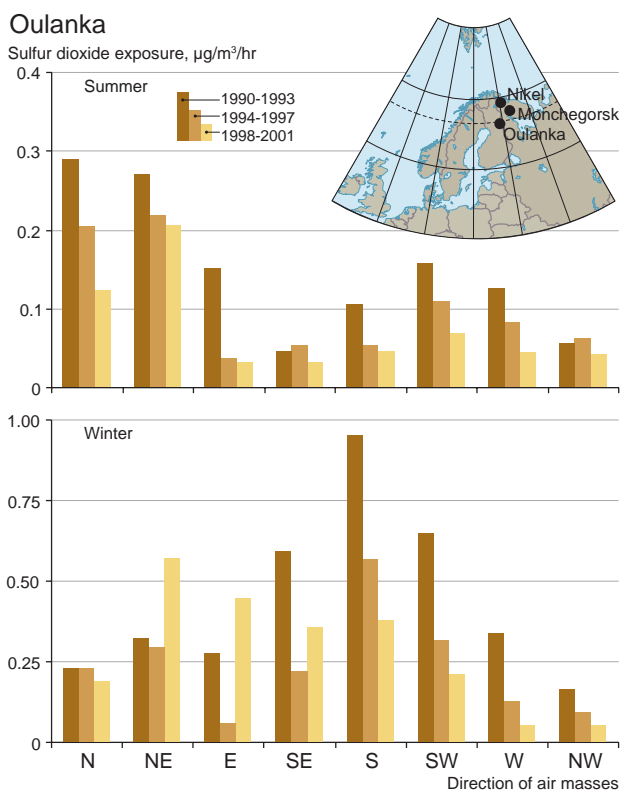 Oulanka
Sulfur dioxide exposure, µg/m³/hr
0.4
Summer
1990-1993
1994-1997
1998-2001
Nikel
Monchegorsk
Oulanka
0.3
0.2
0.1
0
1.00
Winter
0.75
0.50
0.25
0
N NE E SE S SW W NW
Direction of air masses